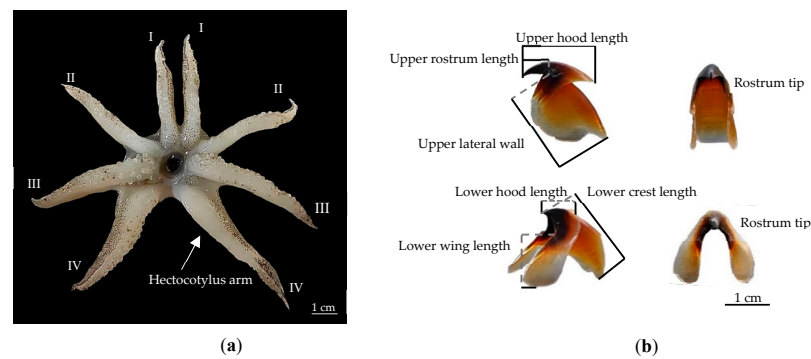 I I
II II
III III
IV IV
Hectocotylus arm
1 cm
(a)
Upper hood length
Upper rostrum length
Rostrum tip
Upper lateral wall
Lower hood length Lower crest length
Rostrum tip
Lower wing length
1 cm
(b)